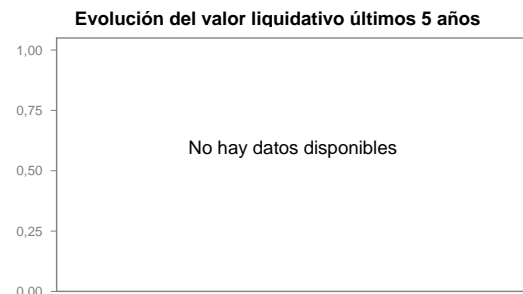 Evolución del valor liquidativo últimos 5 años
1,00
0,75
No hay datos disponibles
0,50
0,25
0,00